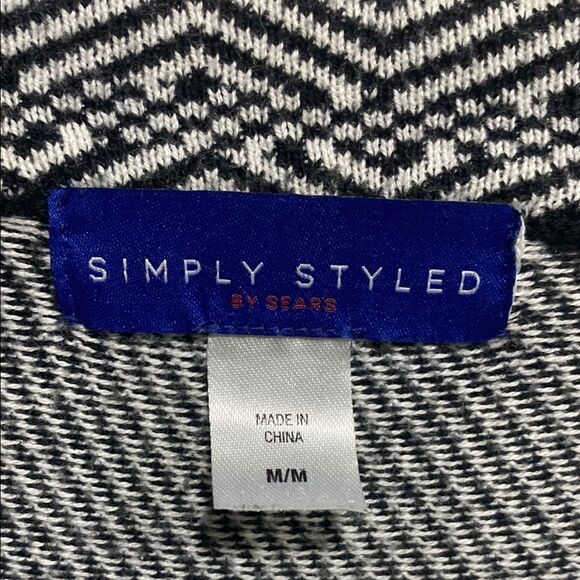 SIMPLY STYLED
BY SEARS
MADE IN
CHINA
M/M